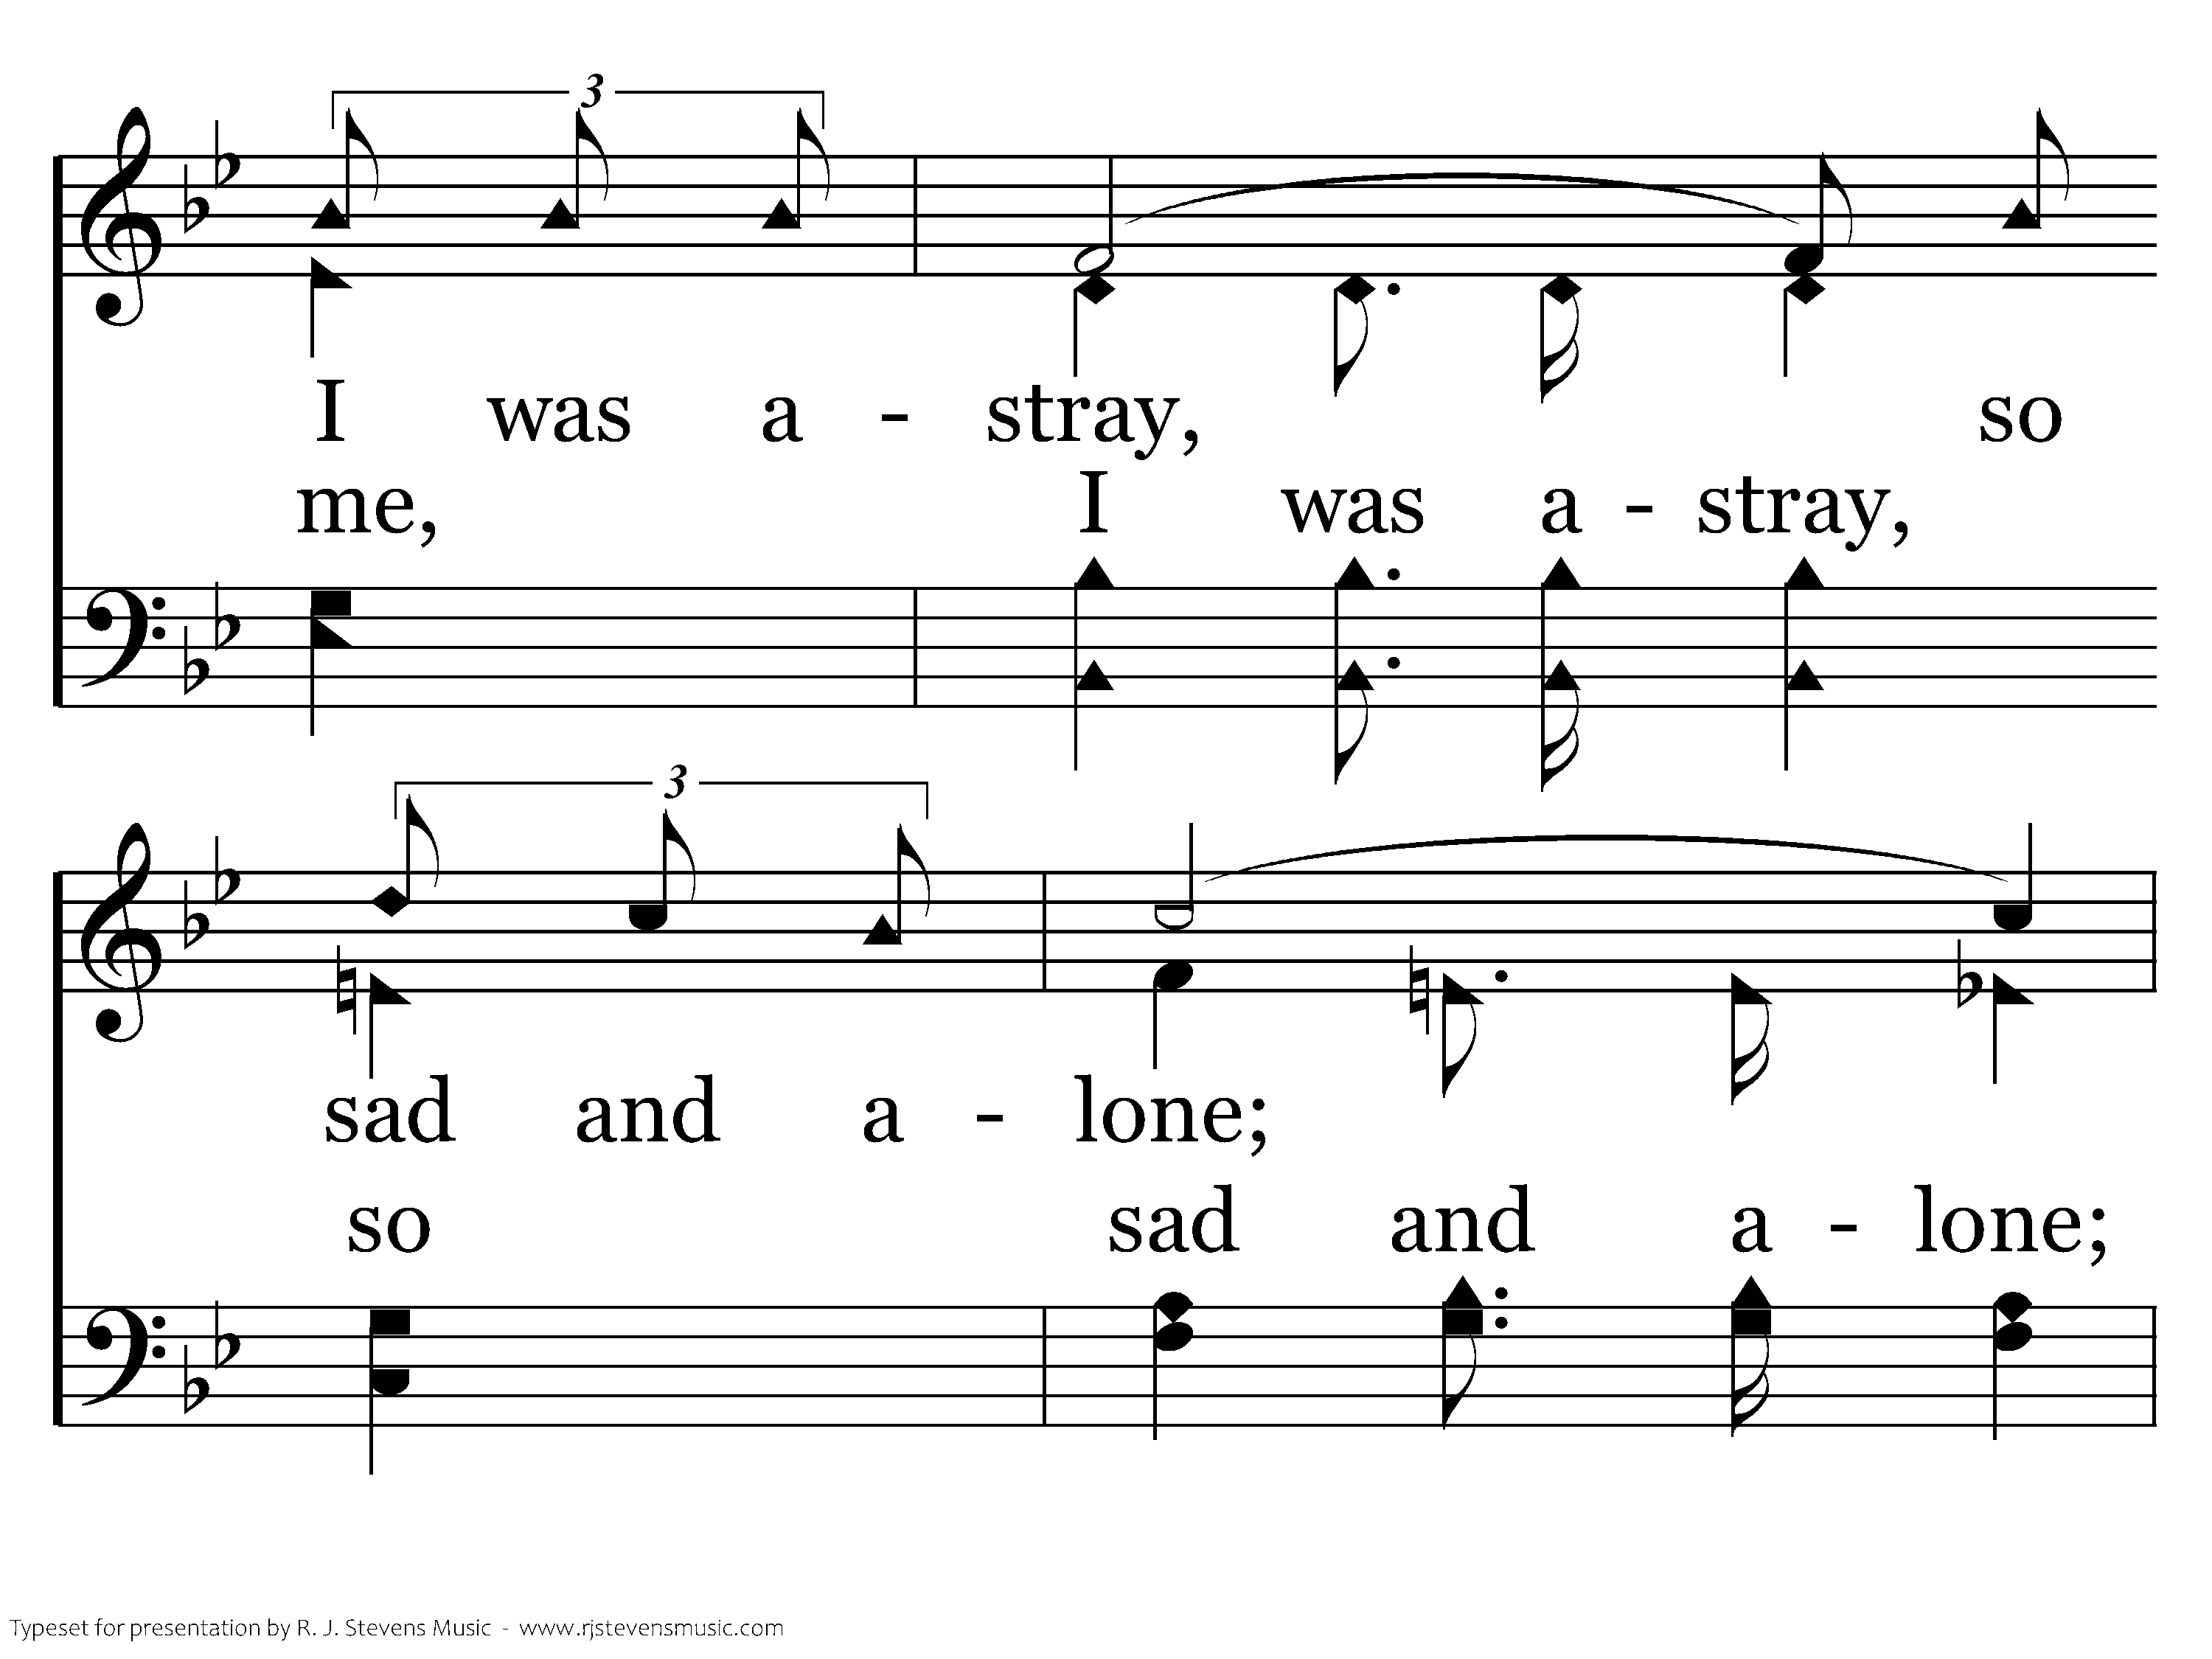 3
I was a - stray, so
me, I was a - stray,
3
sad and a - lone;
so sad and a - lone;
Typeset for presentation by R. J. Stevens Music - www.rjstevensmusic.com